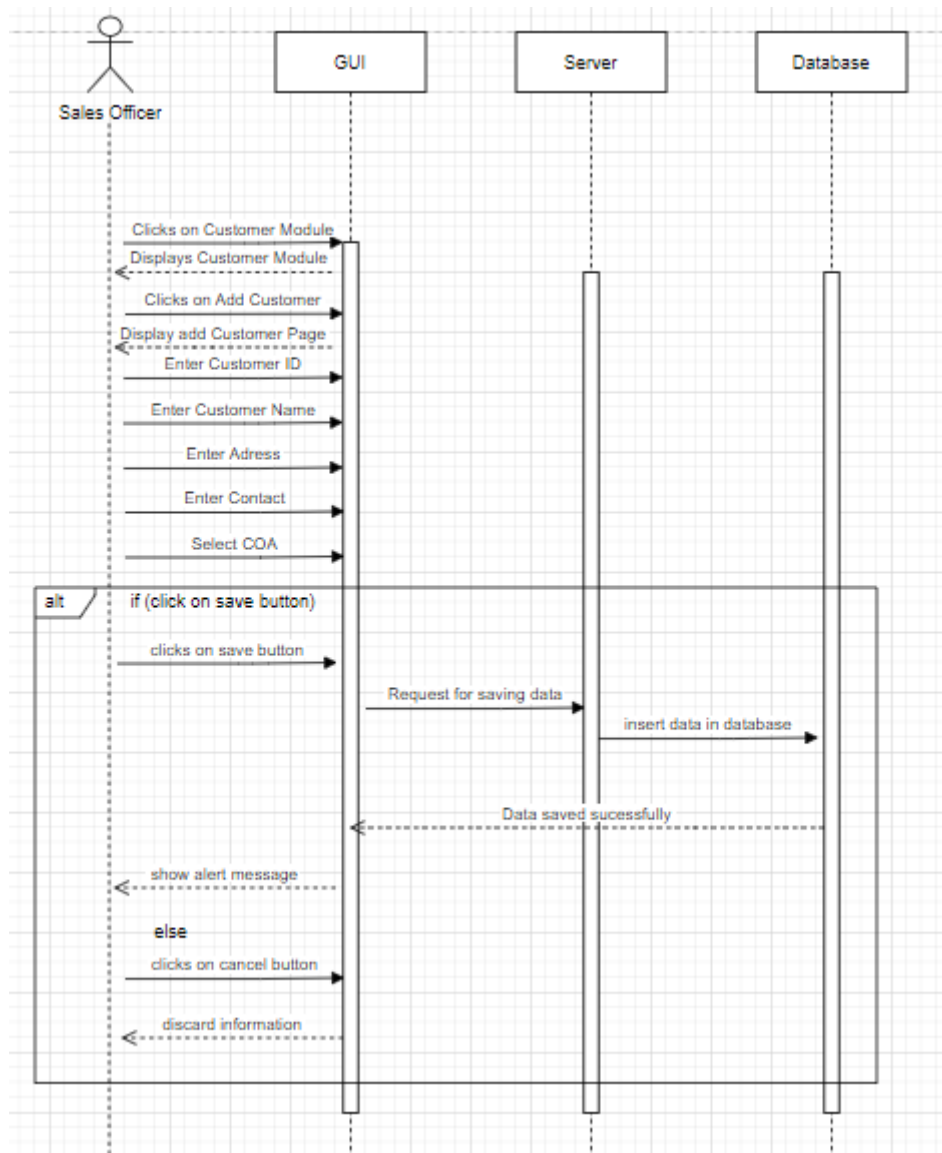 GUI
Server
Database
Sales Officer
Clicks on Customer Module
Displays Customer Module
Clicks on Add Customer
Display add Customer Page
Enter Customer ID
Enter Customer Name
Enter Adress
Enter Contact
Select COA
alt
if (click on save button)
clicks on save button
Request for saving data
insert data in database
Data saved sucessfully
show alert message
else
clicks on cancel button
discard information